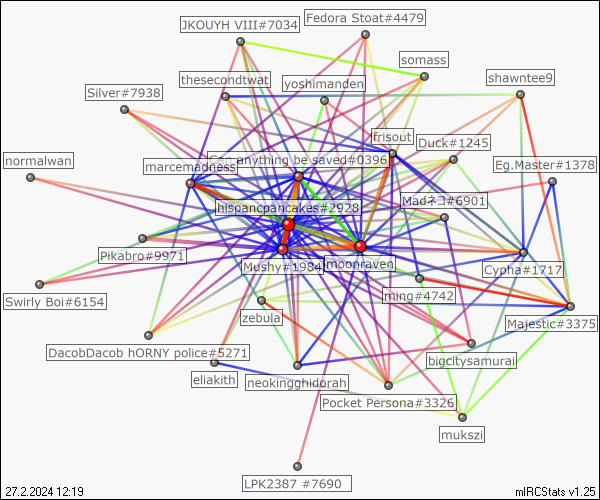 JKOUYH VIII#7034
Fedora Stoat#4479
somass
thesecondtwat
yoshimanden
shawntee9
Silver#7938
frisout
Duck#1245
normalwan
marcemadness
Can anything be saved#0396
Eg.Master#1378
hispancpancakes#2928
Madネコ#6901
Pikabro#9971
Mushy#1984
moonraven
Cypha#1717
Swirly Boi#6154
ming#4742
zebula
Majestic#3375
DacobDacob hORNY police#5271
bigcitysamurai
eliakith
neokingghidorah
Pocket Persona#3326
mukszi
LPK2387 #7690
27.2.2024 12:19
mIRCStats v1.25